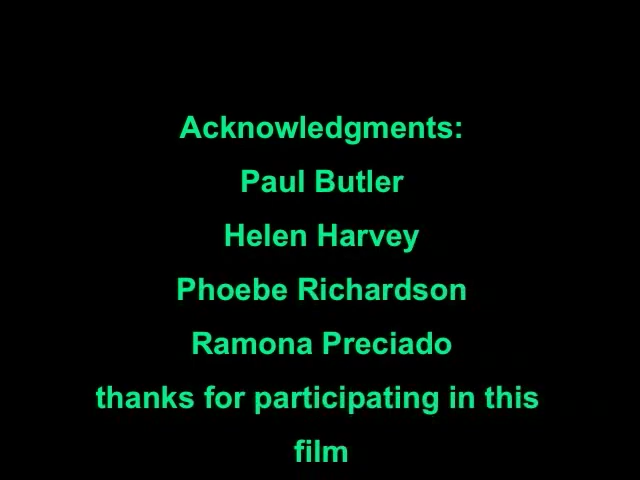 Acknowledgments:
Paul Butler
Helen Harvey
Phoebe Richardson
Ramona Preciado
thanks for participating in this
film